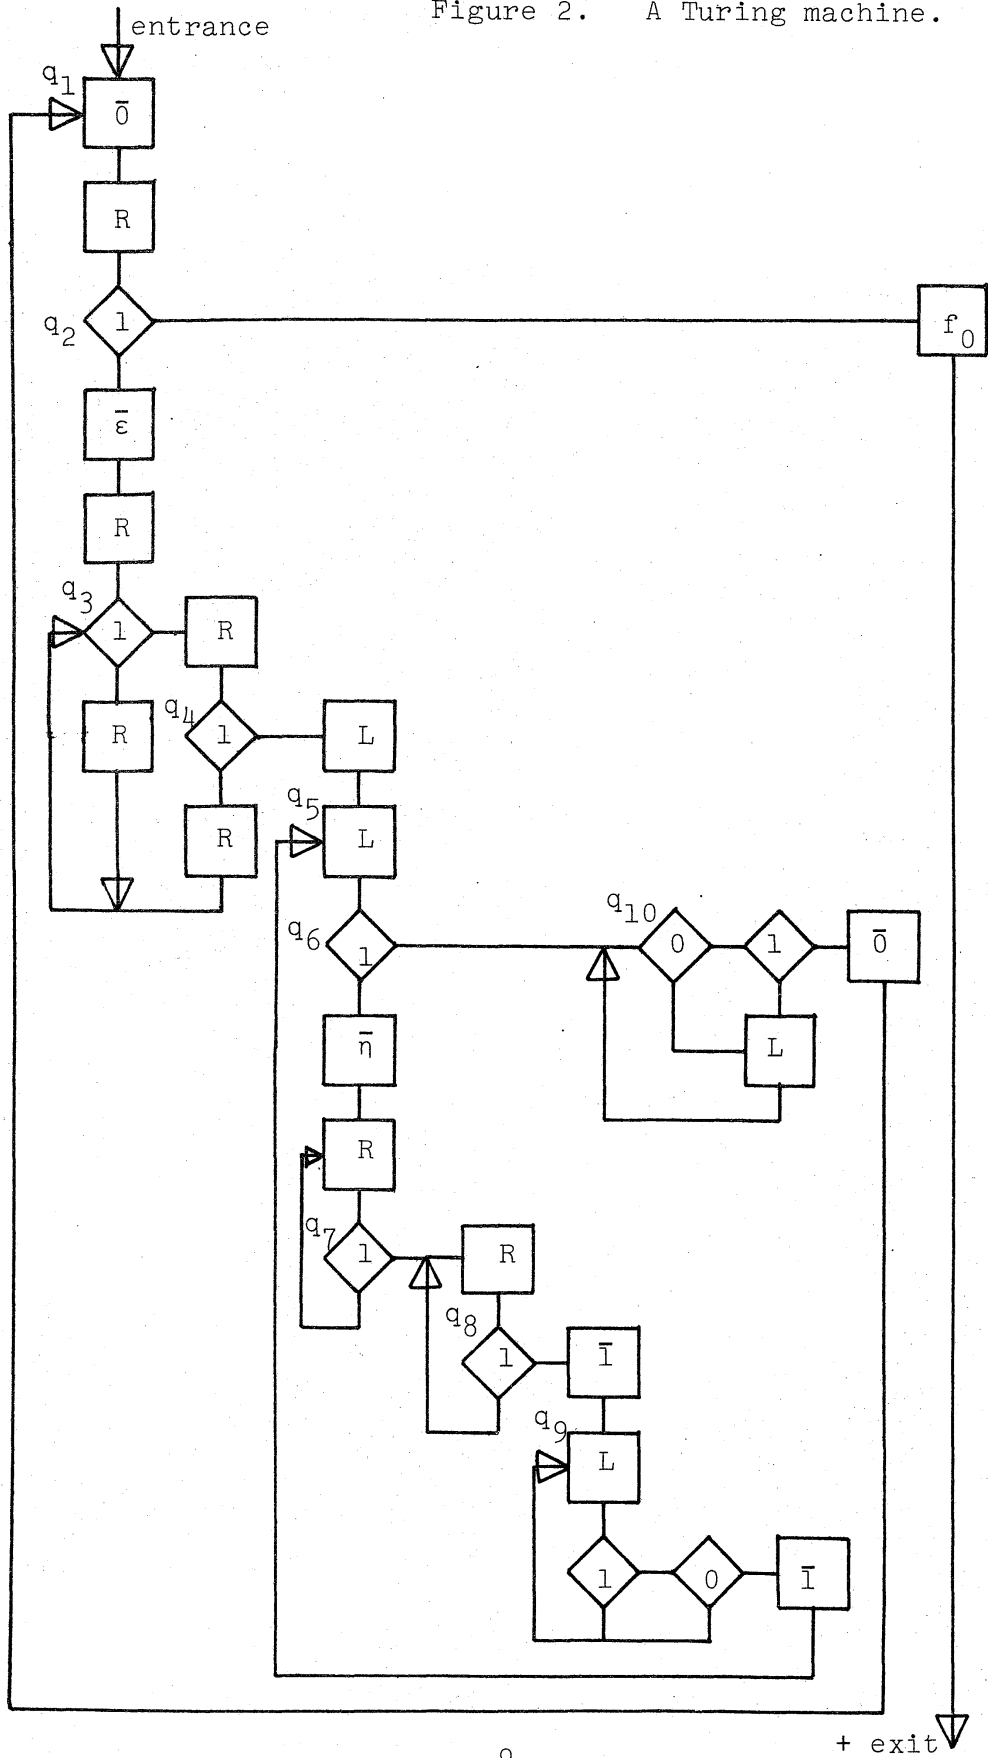 Figure 2. A Turing machine.
entrance
q1
0̄
R
q2
1
f0
ε̄
R
q3
1
R
R
q4
1
L
R
q5
L
R
q6
1
q10
0
1
0̄
η̄
L
R
q7
1
R
q8
1
1̄
q9
L
1
0
1̄
+ exit